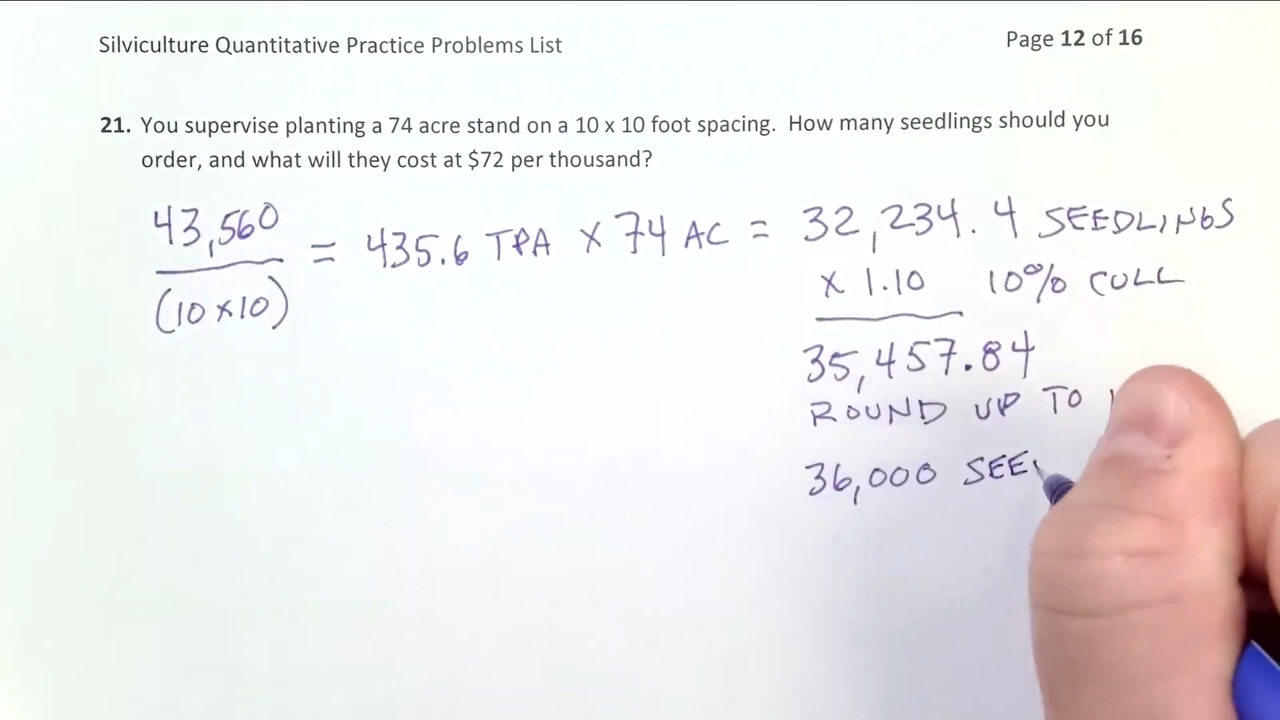 Silviculture Quantitative Practice Problems List
Page 12 of 16
21. You supervise planting a 74 acre stand on a 10 x 10 foot spacing. How many seedlings should you
order, and what will they cost at $72 per thousand?
43,560
(10 x 10)
= 435.6 TPA x 74 AC = 32,234.4 SEEDLINGS
x 1.10 10% CULL
35,457.84
ROUND UP TO
36,000 SEE